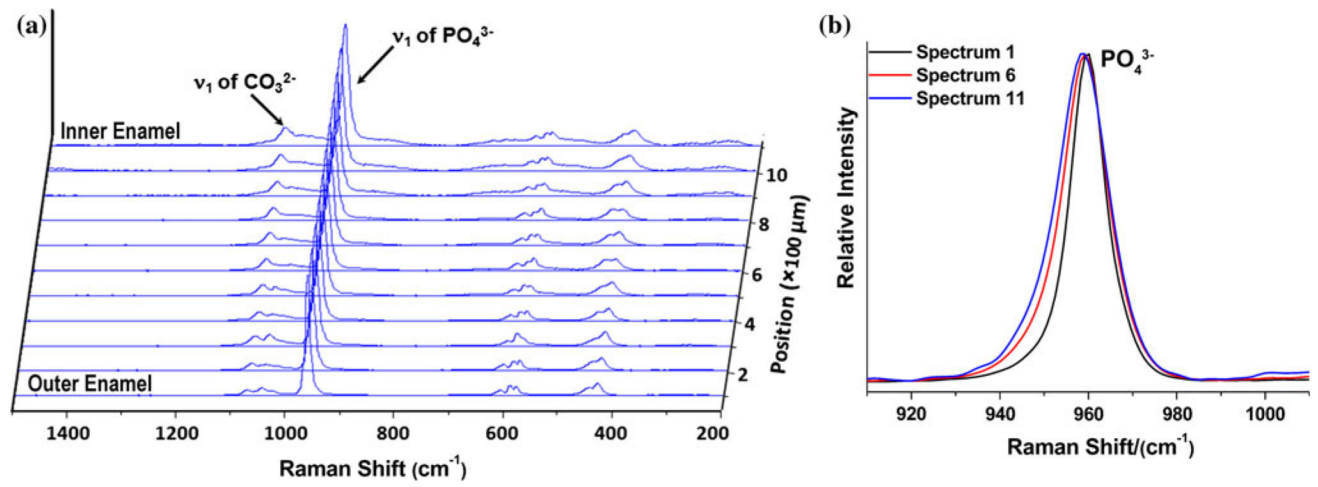 (a)
ν₁ of PO₄³⁻
ν₁ of CO₃²⁻
Inner Enamel
Outer Enamel
10
8
6
4
2
Position (×100 μm)
1400 1200 1000 800 600 400 200
Raman Shift (cm⁻¹)
(b)
Spectrum 1
Spectrum 6
Spectrum 11
PO₄³⁻
Relative Intensity
920 940 960 980 1000
Raman Shift/(cm⁻¹)